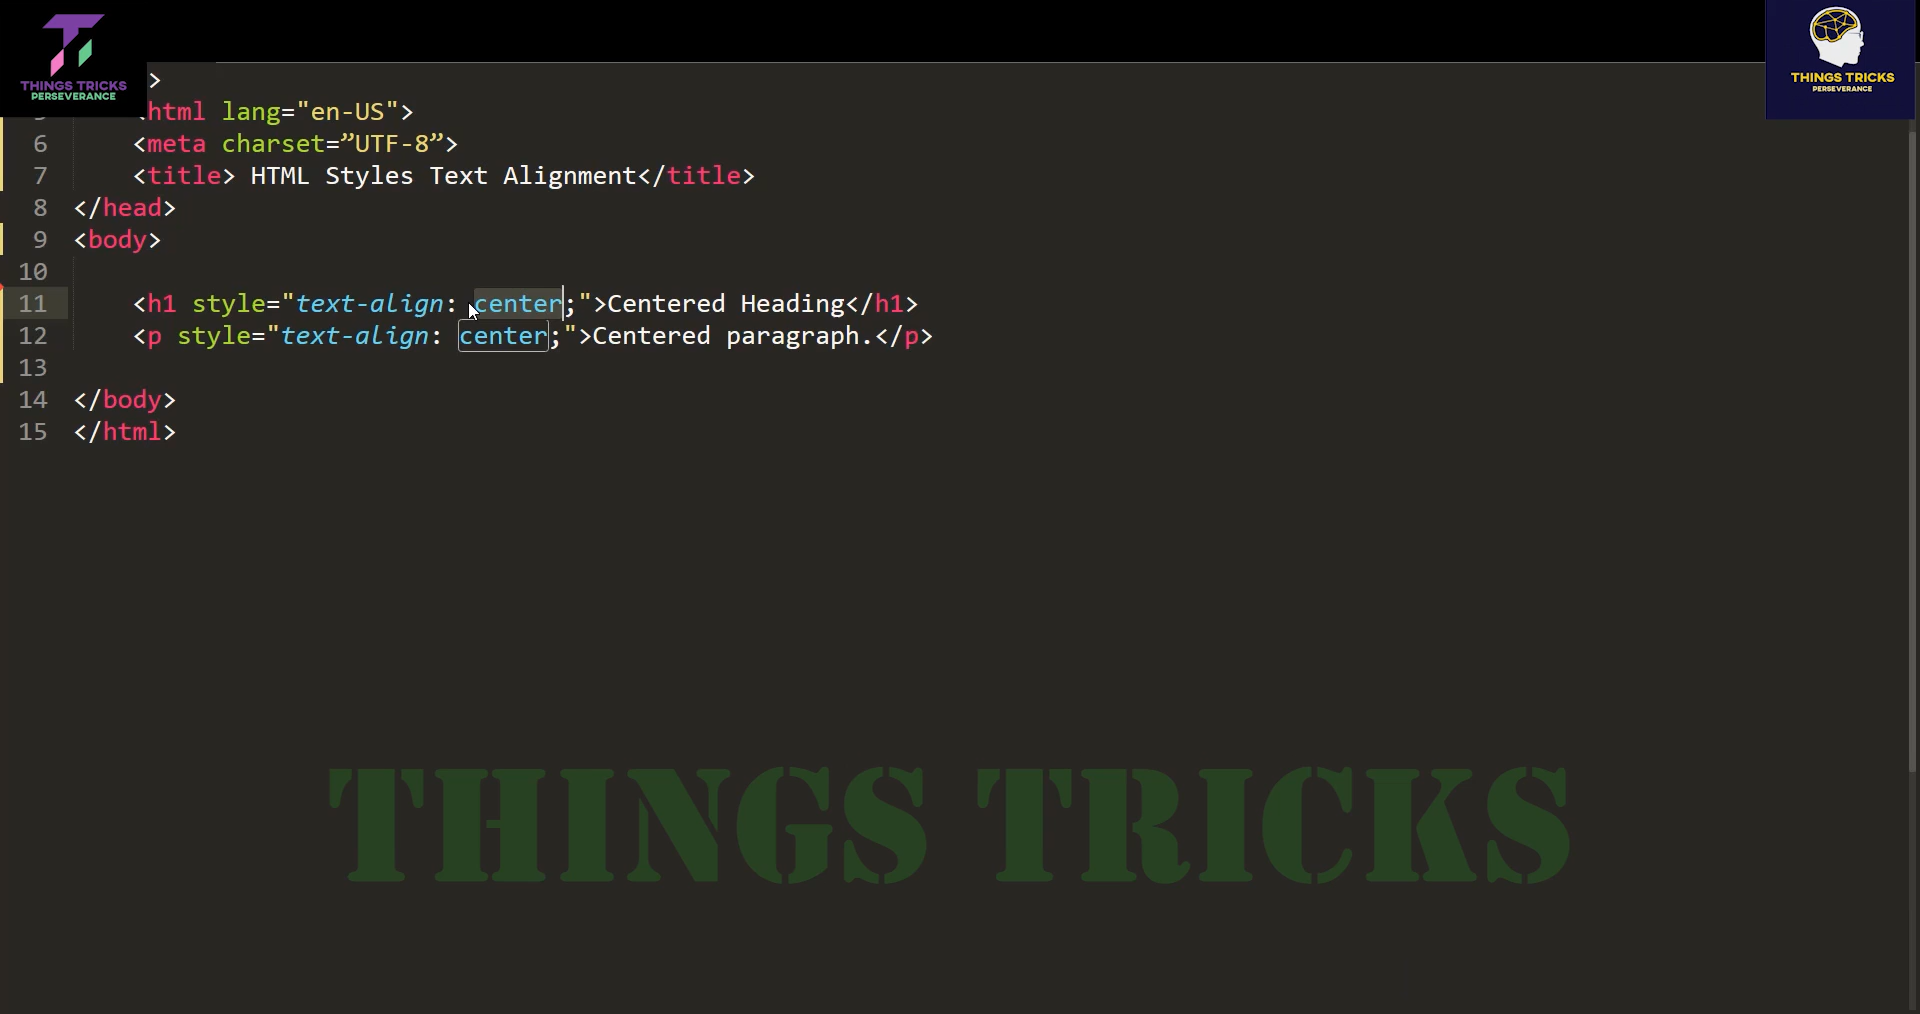 THINGS TRICKS
PERSEVERANCE
THINGS TRICKS
PERSEVERANCE
>
html lang="en-US">
6 <meta charset=”UTF-8”>
7 <title> HTML Styles Text Alignment</title>
8 </head>
9 <body>
10
11 <h1 style="text-align: center;">Centered Heading</h1>
12 <p style="text-align: center;">Centered paragraph.</p>
13
14 </body>
15 </html>
THINGS TRICKS